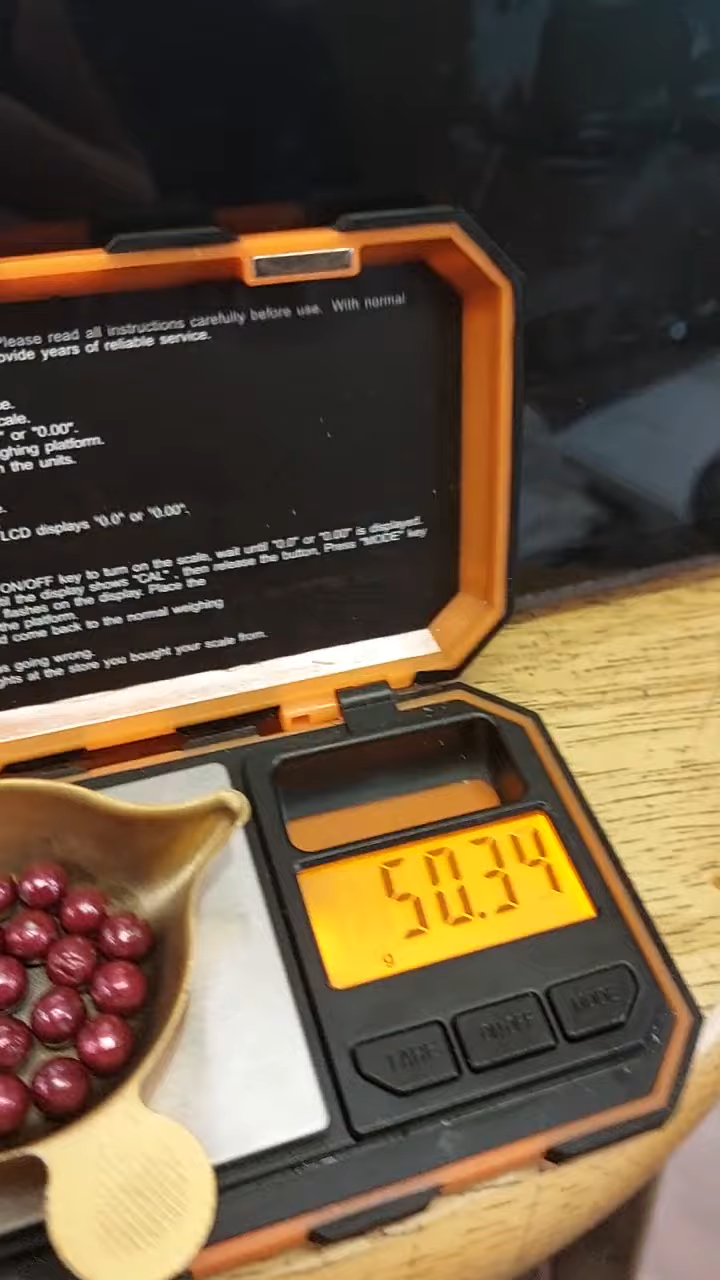 Please read all instructions carefully before use. With normal
ovide years of reliable service.
e.
cale.
" or "0.00".
ghing platform.
n the units.
LCD displays "0.0" or "0.00".
ON/OFF key to turn on the scale, wait until "0.0" or "0.00" is displayed.
the display shows "CAL", then release the button. Press "MODE" key
flashes on the display. Place the
the platform.
d come back to the normal weighing
going wrong.
ghts at the store you bought your scale from.
50.34
g
TARE
ON/OFF
MODE